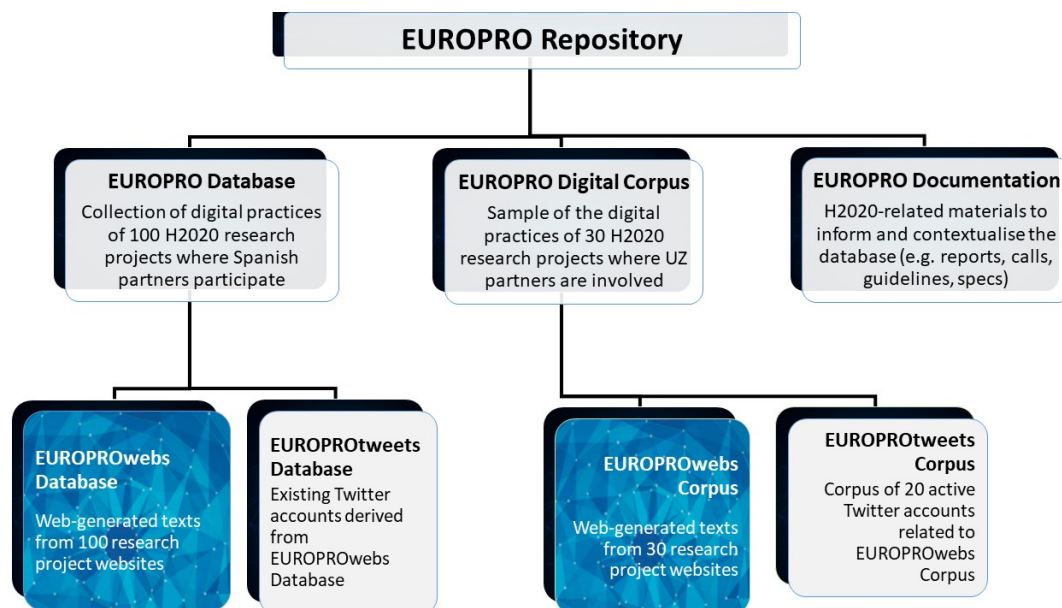 EUROPRO Repository
EUROPRO Database
Collection of digital practices
of 100 H2020 research
projects where Spanish
partners participate
EUROPRO Digital Corpus
Sample of the digital
practices of 30 H2020
research projects where UZ
partners are involved
EUROPRO Documentation
H2020-related materials to
inform and contextualise the
database (e.g. reports, calls,
guidelines, specs)
EUROPROwebs
Database
Web-generated texts
from 100 research
project websites
EUROPROtweets
Database
Existing Twitter
accounts derived
from
EUROPROwebs
Database
EUROPROwebs
Corpus
Web-generated texts
from 30 research
project websites
EUROPROtweets
Corpus
Corpus of 20 active
Twitter accounts
related to
EUROPROwebs
Corpus